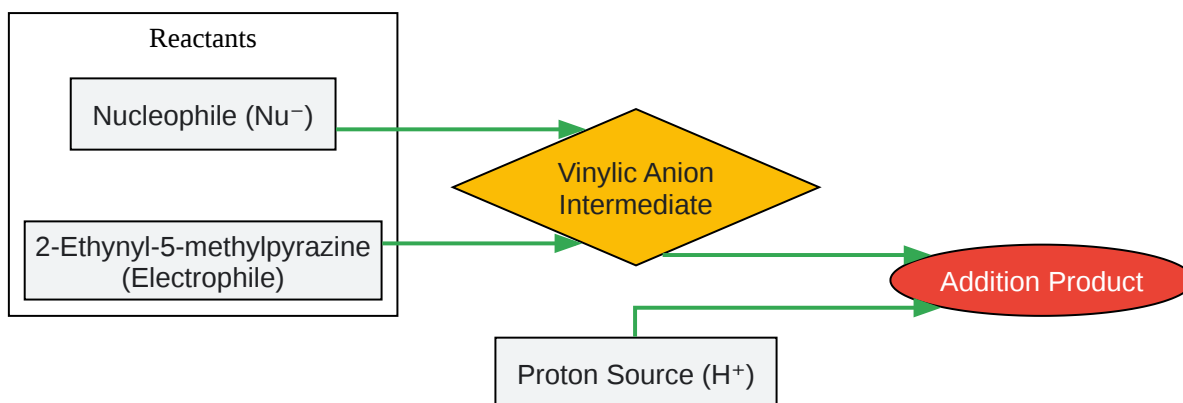 Reactants
Nucleophile (Nu⁻)
2-Ethynyl-5-methylpyrazine
(Electrophile)
Vinylic Anion
Intermediate
Addition Product
Proton Source (H⁺)